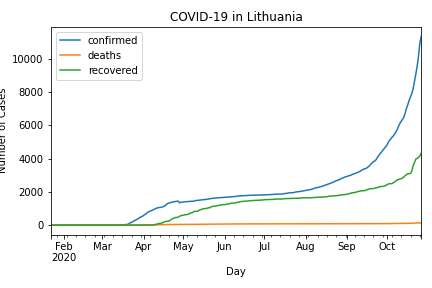 COVID-19 in Lithuania
confirmed
deaths
recovered
10000
8000
6000
4000
2000
0
Number of Cases
Feb Mar Apr May Jun Jul Aug Sep Oct
2020
Day